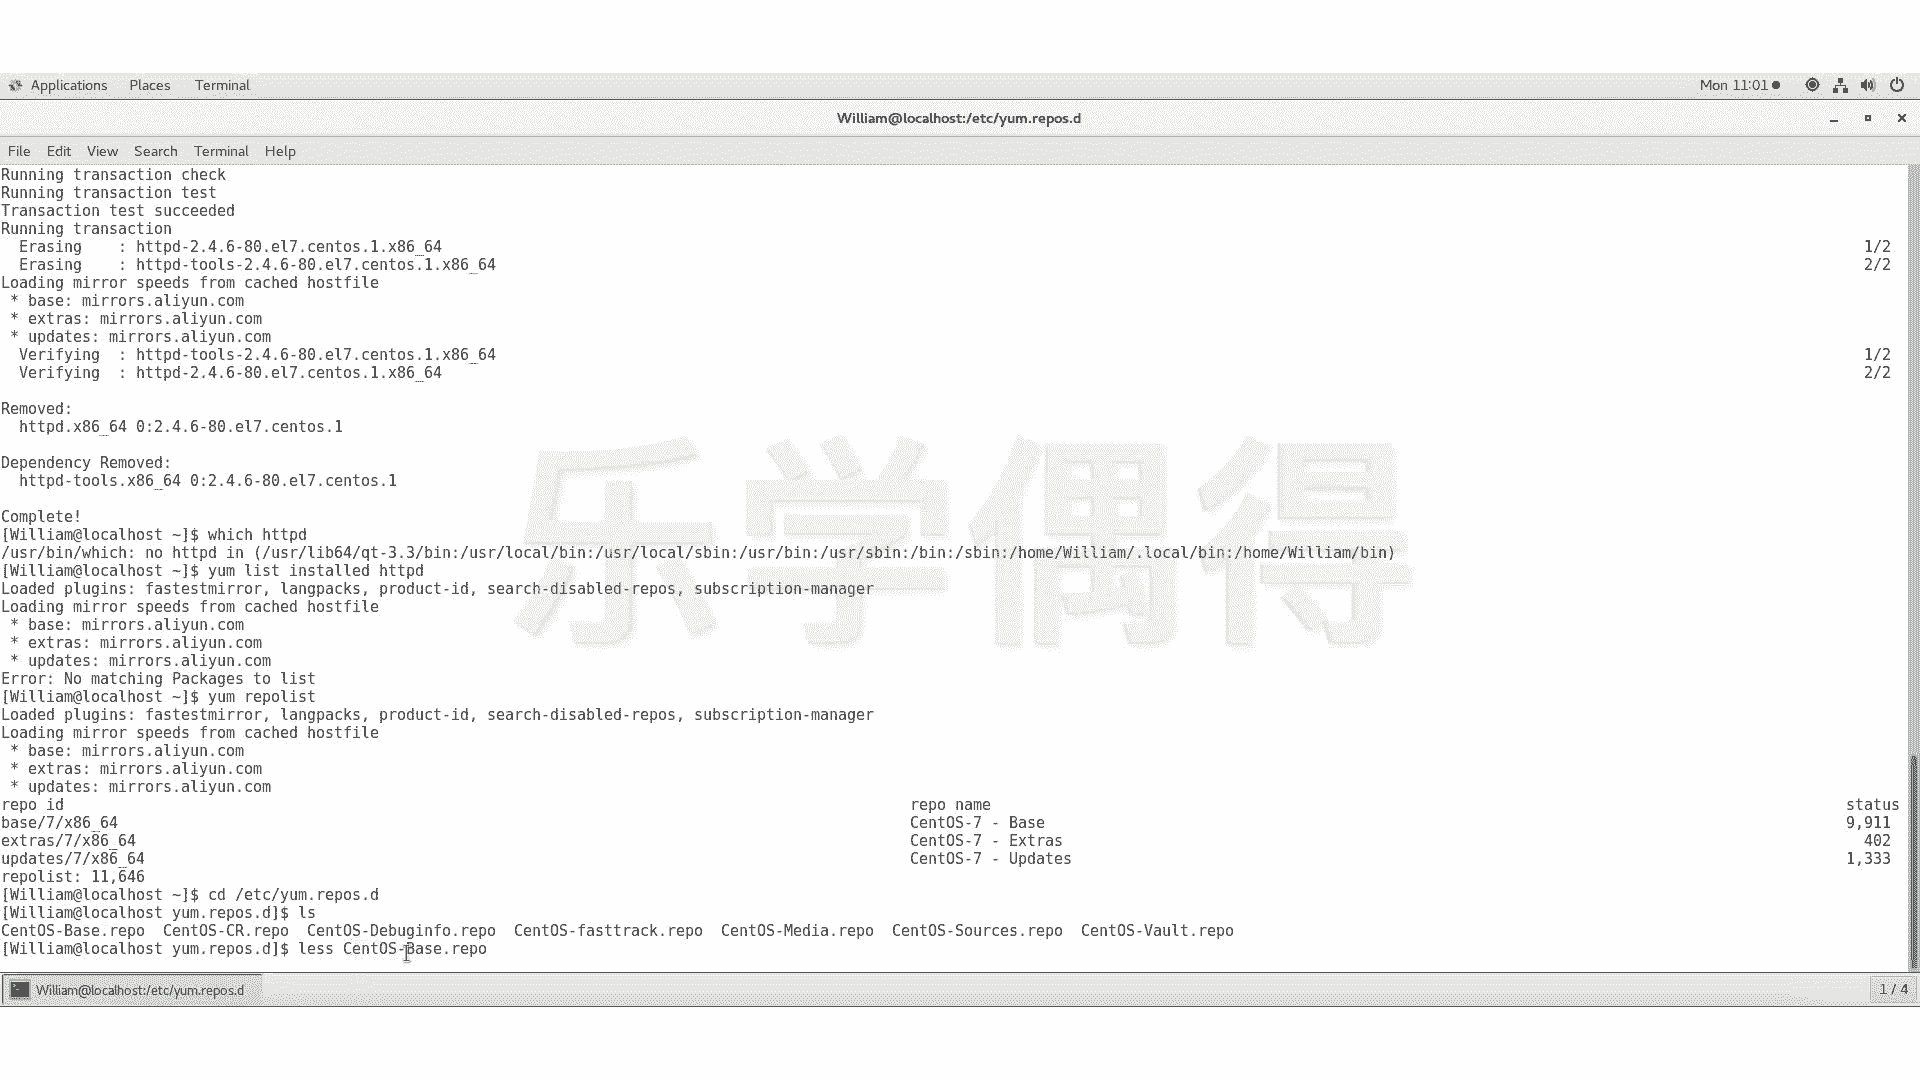 Applications Places Terminal Mon 11:01
William@localhost:/etc/yum.repos.d
File Edit View Search Terminal Help
Running transaction check
Running transaction test
Transaction test succeeded
Running transaction
  Erasing    : httpd-2.4.6-80.el7.centos.1.x86_64 1/2
  Erasing    : httpd-tools-2.4.6-80.el7.centos.1.x86_64 2/2
Loading mirror speeds from cached hostfile
 * base: mirrors.aliyun.com
 * extras: mirrors.aliyun.com
 * updates: mirrors.aliyun.com
  Verifying  : httpd-tools-2.4.6-80.el7.centos.1.x86_64 1/2
  Verifying  : httpd-2.4.6-80.el7.centos.1.x86_64 2/2
Removed:
  httpd.x86_64 0:2.4.6-80.el7.centos.1
Dependency Removed:
  httpd-tools.x86_64 0:2.4.6-80.el7.centos.1
Complete!
[William@localhost ~]$ which httpd
/usr/bin/which: no httpd in (/usr/lib64/qt-3.3/bin:/usr/local/bin:/usr/local/sbin:/usr/bin:/usr/sbin:/bin:/sbin:/home/William/.local/bin:/home/William/bin)
[William@localhost ~]$ yum list installed httpd
Loaded plugins: fastestmirror, langpacks, product-id, search-disabled-repos, subscription-manager
Loading mirror speeds from cached hostfile
 * base: mirrors.aliyun.com
 * extras: mirrors.aliyun.com
 * updates: mirrors.aliyun.com
Error: No matching Packages to list
[William@localhost ~]$ yum repolist
Loaded plugins: fastestmirror, langpacks, product-id, search-disabled-repos, subscription-manager
Loading mirror speeds from cached hostfile
 * base: mirrors.aliyun.com
 * extras: mirrors.aliyun.com
 * updates: mirrors.aliyun.com
repo id repo name status
base/7/x86_64 CentOS-7 - Base 9,911
extras/7/x86_64 CentOS-7 - Extras 402
updates/7/x86_64 CentOS-7 - Updates 1,333
repolist: 11,646
[William@localhost ~]$ cd /etc/yum.repos.d
[William@localhost yum.repos.d]$ ls
CentOS-Base.repo  CentOS-CR.repo  CentOS-Debuginfo.repo  CentOS-fasttrack.repo  CentOS-Media.repo  CentOS-Sources.repo  CentOS-Vault.repo
[William@localhost yum.repos.d]$ less CentOS-Base.repo
乐学偶得
William@localhost:/etc/yum.repos.d 1 / 4